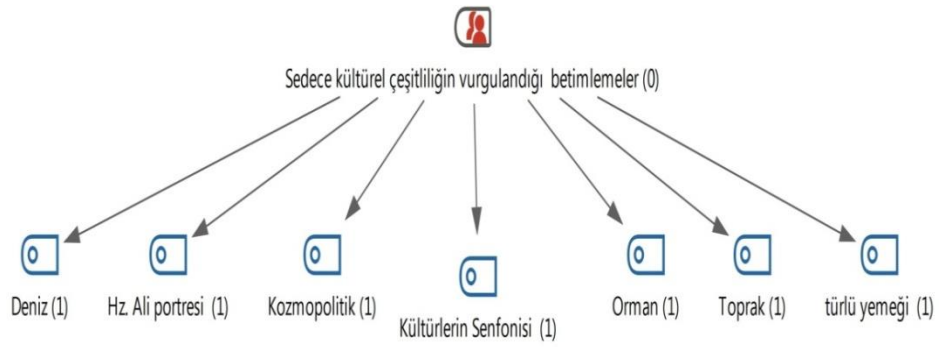 Sedece kültürel çeşitliliğin vurgulandığı betimlemeler (0)
Deniz (1)
Hz. Ali portresi (1)
Kozmopolitik (1)
Kültürlerin Senfonisi (1)
Orman (1)
Toprak (1)
türlü yemeği (1)